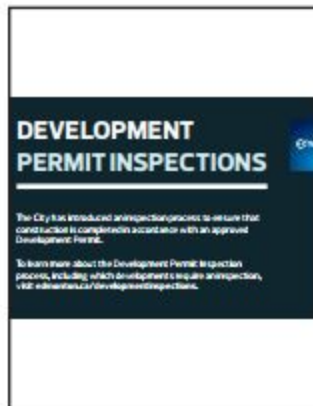 DEVELOPMENT
PERMIT INSPECTIONS
The City has introduced an inspection process to ensure that
construction is completed in accordance with an approved
Development Permit.
To learn more about the Development Permit Inspection
process, including which developments require an inspection,
visit edmonton.ca/developmentinspections.